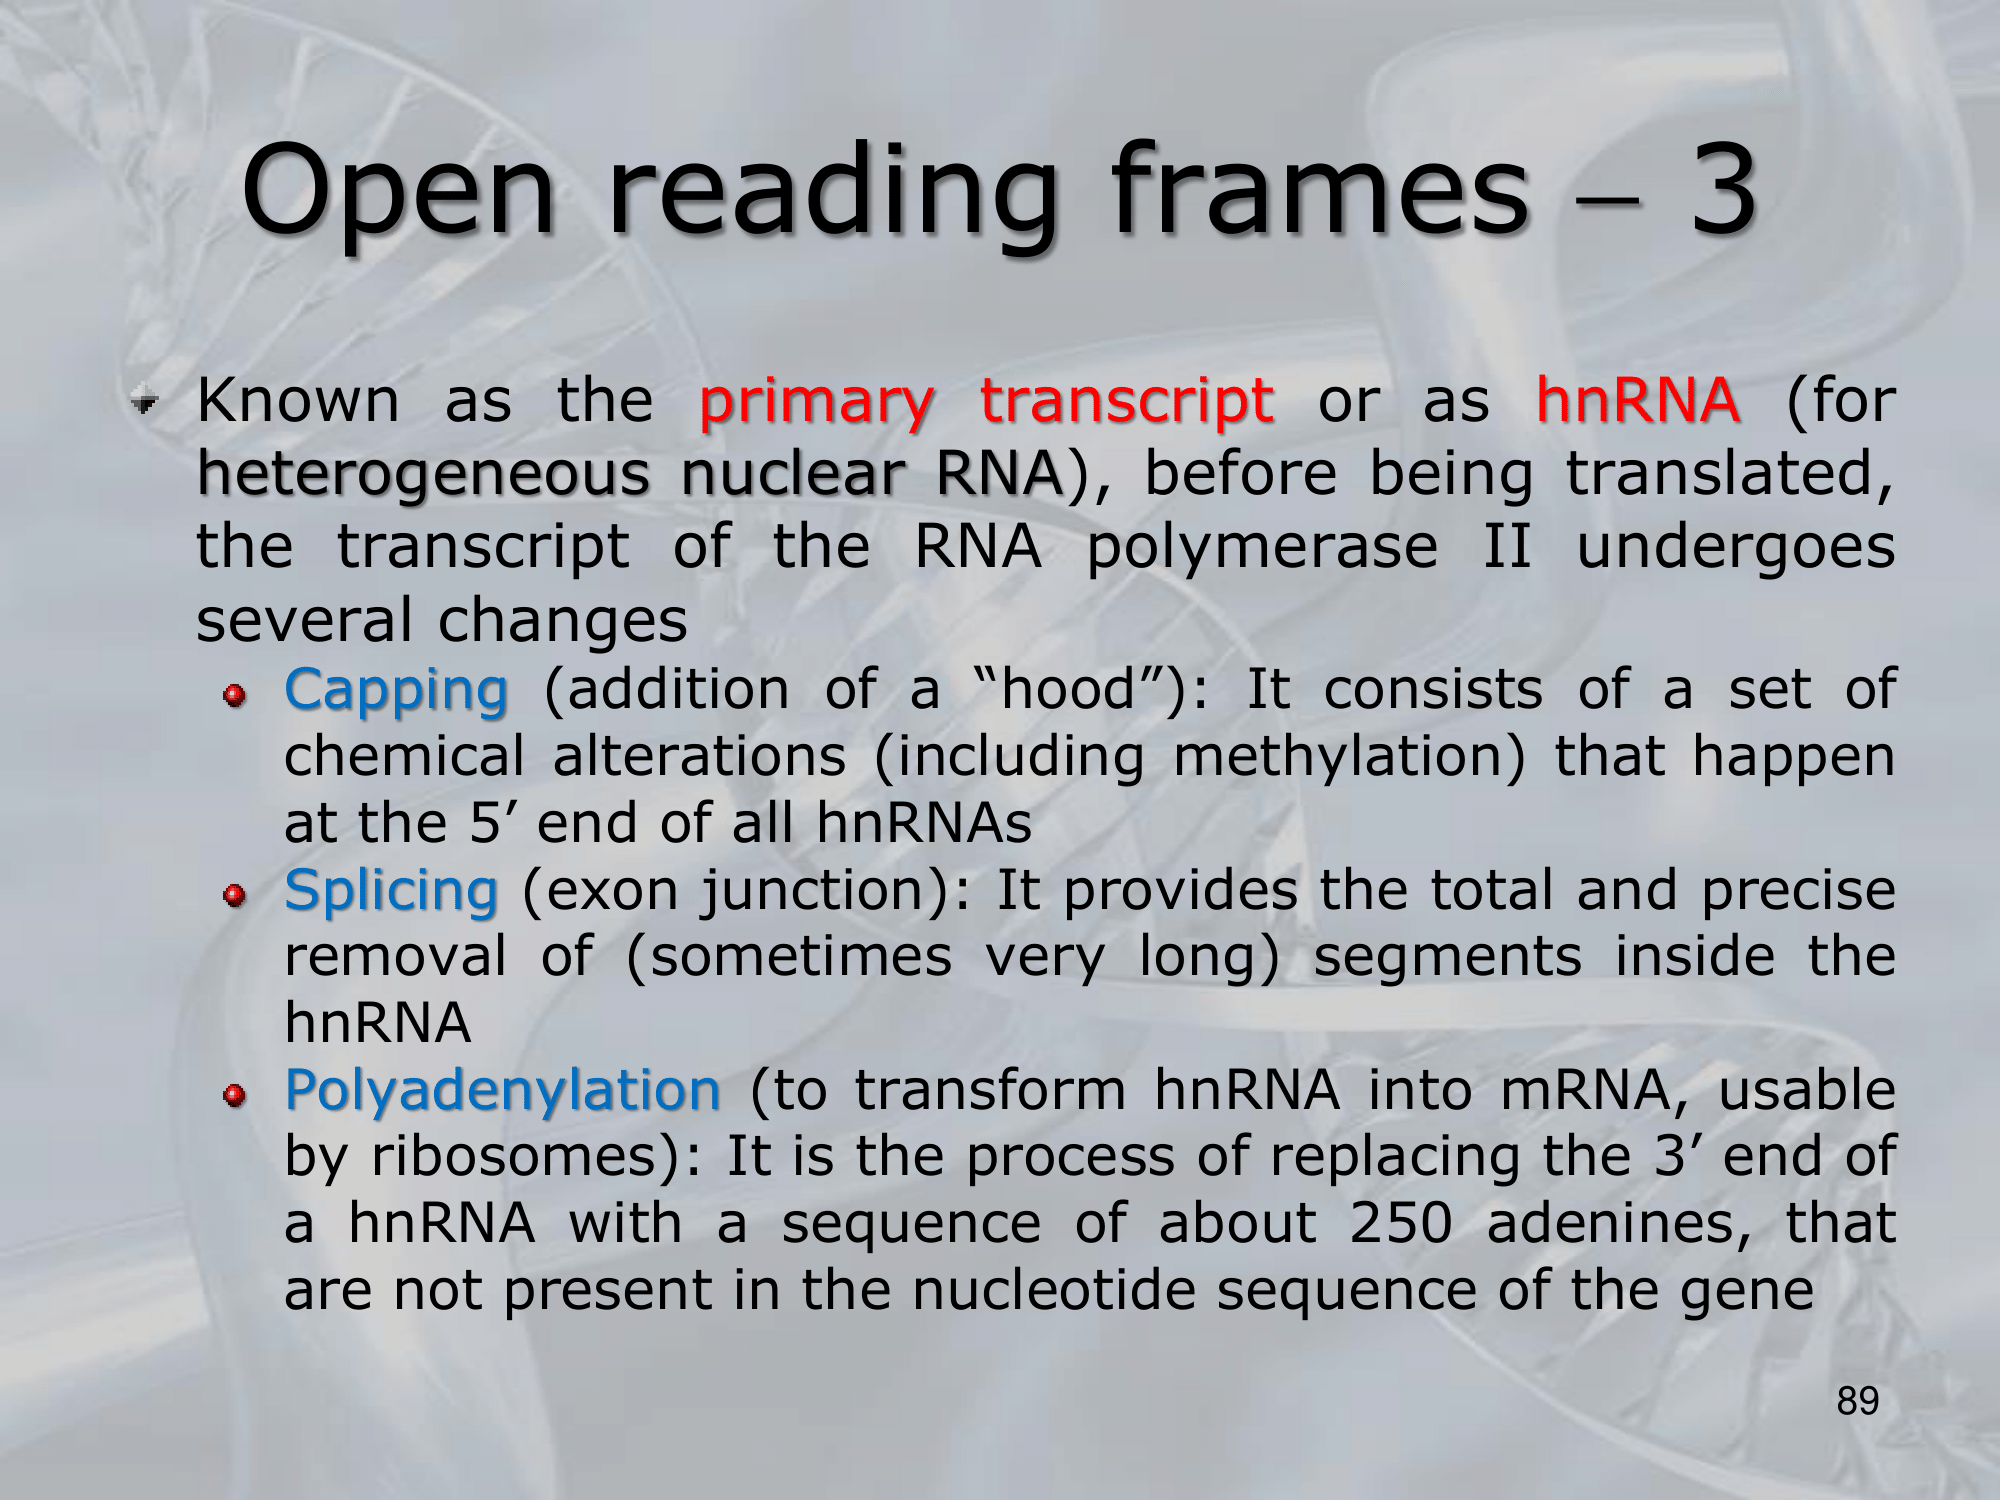 Open reading frames – 3
Known as the primary transcript or as hnRNA (for
heterogeneous nuclear RNA), before being translated,
the transcript of the RNA polymerase II undergoes
several changes
Capping (addition of a “hood”): It consists of a set of
chemical alterations (including methylation) that happen
at the 5’ end of all hnRNAs
Splicing (exon junction): It provides the total and precise
removal of (sometimes very long) segments inside the
hnRNA
Polyadenylation (to transform hnRNA into mRNA, usable
by ribosomes): It is the process of replacing the 3’ end of
a hnRNA with a sequence of about 250 adenines, that
are not present in the nucleotide sequence of the gene
89